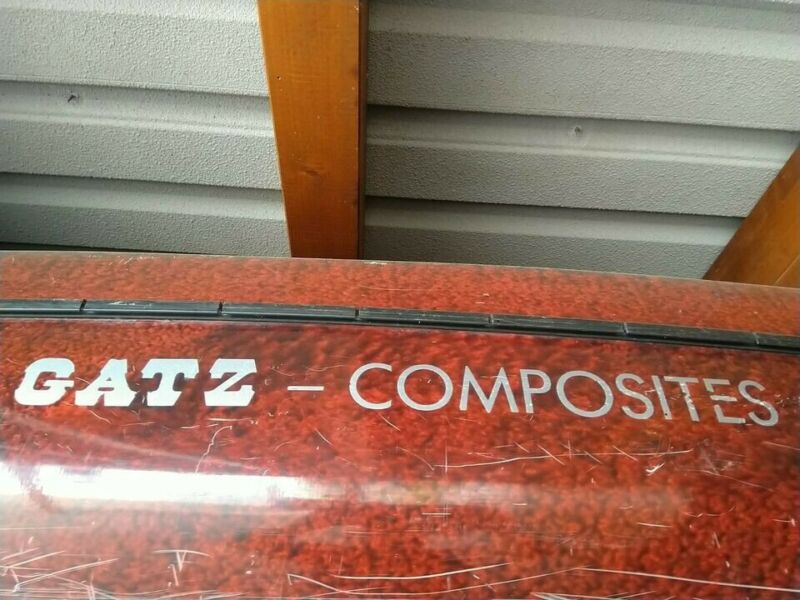 GATZ – COMPOSITES